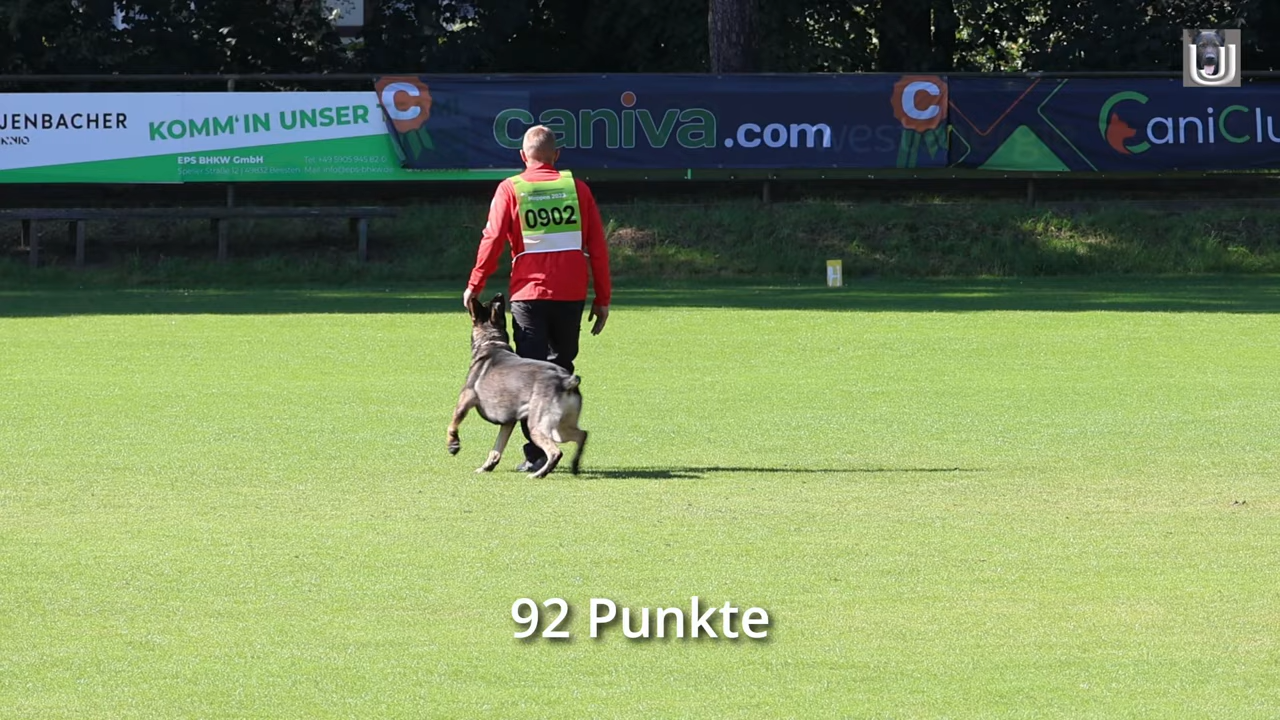 JENBACHER
KOMM' IN UNSER
EPS BHKW GmbH
caniva.com
C
C
CaniClu
U
0902
92 Punkte